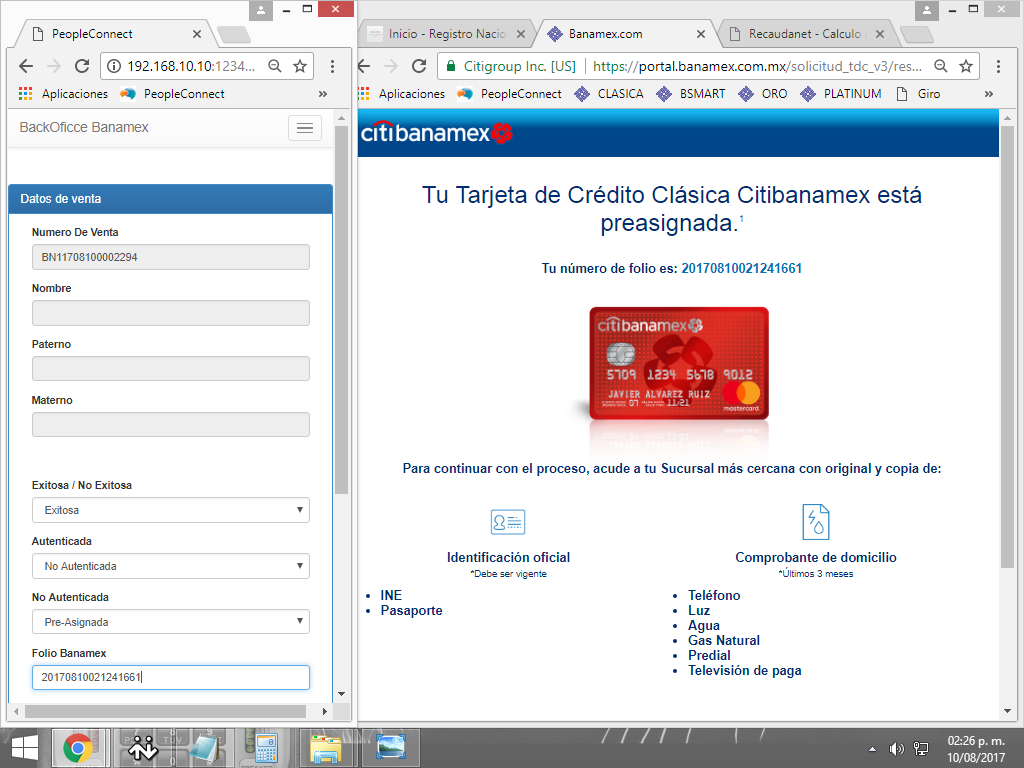 PeopleConnect
192.168.10.10:1234...
Aplicaciones
PeopleConnect
»
BackOficce Banamex
Datos de venta
Numero De Venta
BN11708100002294
Nombre
Paterno
Materno
Exitosa / No Exitosa
Exitosa
Autenticada
No Autenticada
No Autenticada
Pre-Asignada
Folio Banamex
20170810021241661
Inicio - Registro Nacio
Banamex.com
Recaudanet - Calculo
Citigroup Inc. [US]
https://portal.banamex.com.mx/solicitud_tdc_v3/res...
Aplicaciones
PeopleConnect
CLASICA
BSMART
ORO
PLATINUM
Giro
»
citibanamex
Tu Tarjeta de Crédito Clásica Citibanamex está
preasignada.1
Tu número de folio es: 20170810021241661
citibanamex
5709 1234 5678 9012
JAVIER ALVAREZ RUIZ
07 11/21
mastercard
Para continuar con el proceso, acude a tu Sucursal más cercana con original y copia de:
Identificación oficial
*Debe ser vigente
• INE
• Pasaporte
Comprobante de domicilio
*Últimos 3 meses
• Teléfono
• Luz
• Agua
• Gas Natural
• Predial
• Televisión de paga
02:26 p. m.
10/08/2017